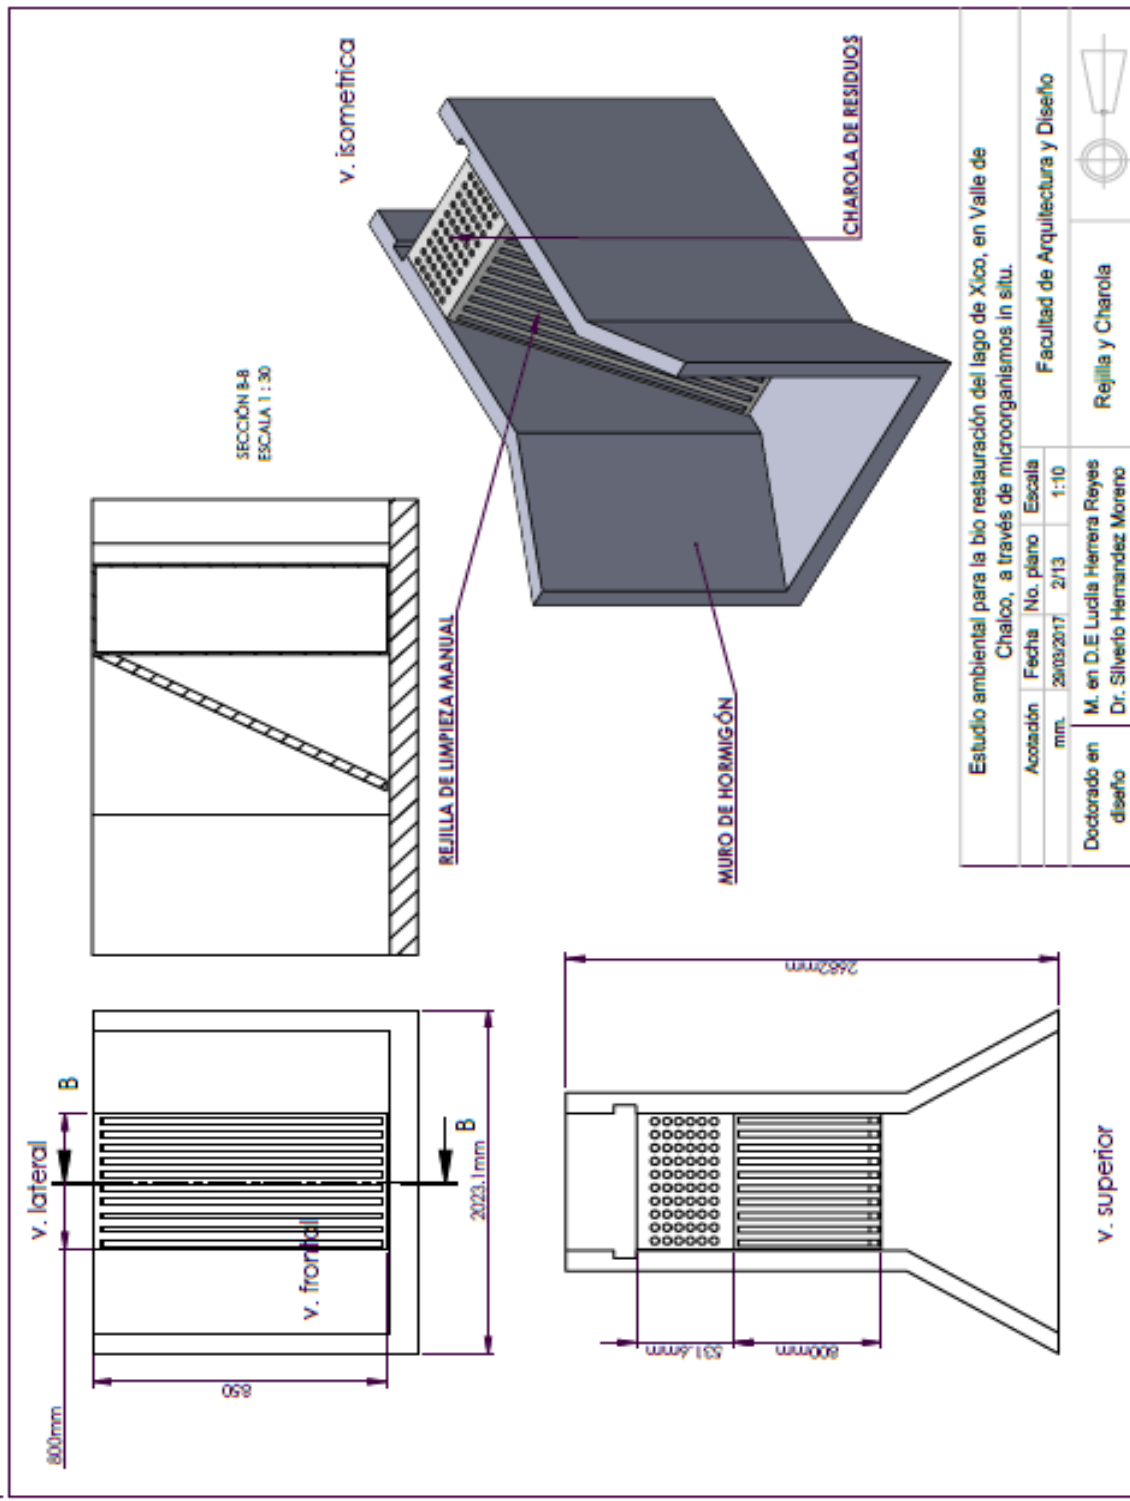 v. lateral
B
800mm
v. frontal
850
B
2023.1mm
SECCIÓN B-B
ESCALA 1 : 30
v. isometrica
REJILLA DE LIMPIEZA MANUAL
CHAROLA DE RESIDUOS
MURO DE HORMIGÓN
2682mm
531.6mm
800mm
v. superior
Estudio ambiental para la bio restauración del lago de Xico, en Valle de
Chalco, a través de microorganismos in situ.
Acotación Fecha No. plano Escala
mm. 29/03/2017 2/13 1:10
Facultad de Arquitectura y Diseño
Doctorado en
diseño
M. en D.E Lucila Herrera Reyes
Dr. Silverio Hernandez Moreno
Rejilla y Charola